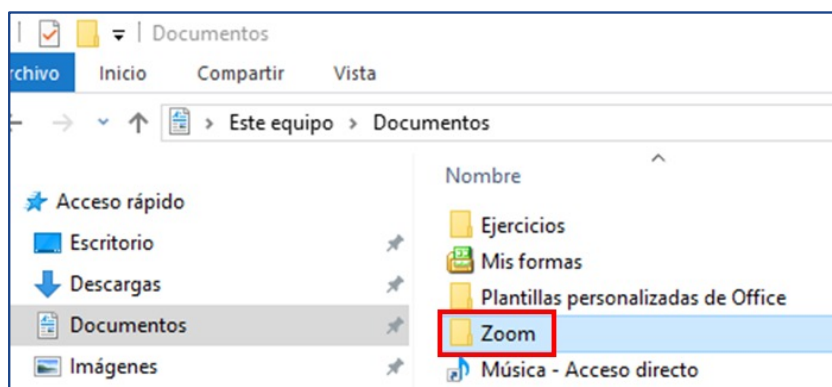 Documentos
rchivo Inicio Compartir Vista
Este equipo > Documentos
Nombre
Acceso rápido
Escritorio
Descargas
Documentos
Imágenes
Ejercicios
Mis formas
Plantillas personalizadas de Office
Zoom
Música - Acceso directo